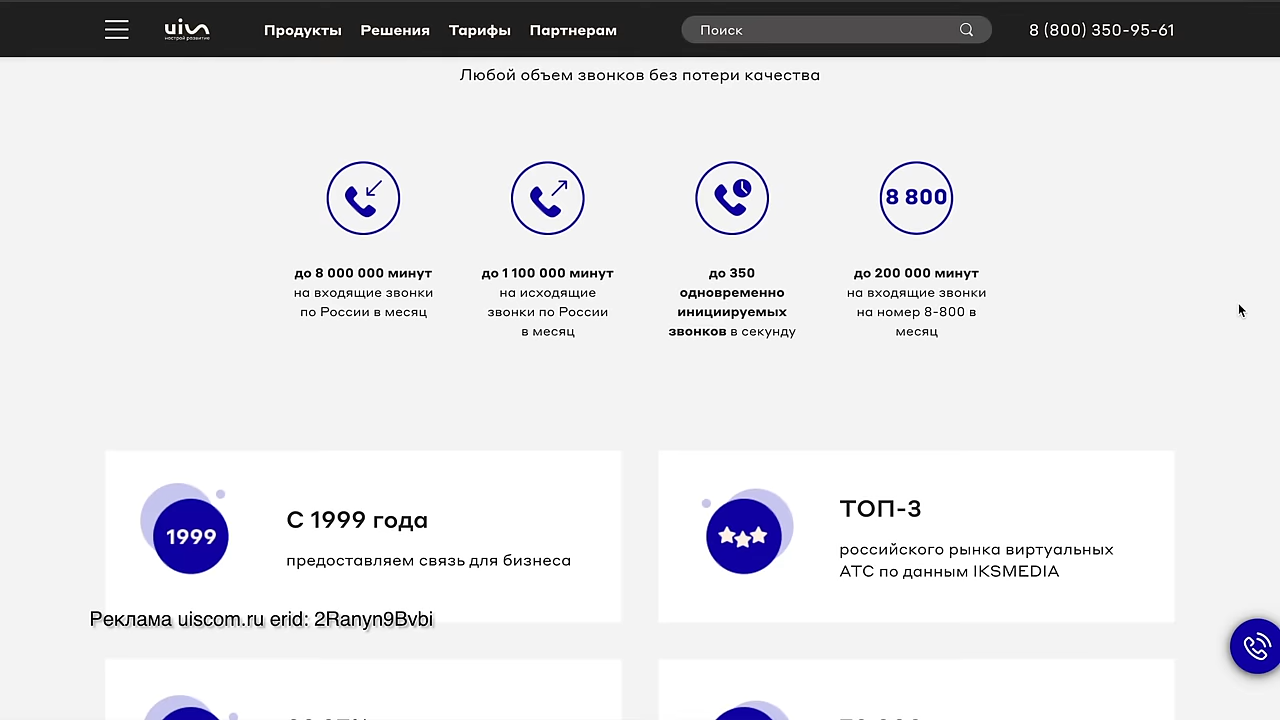 uis
Продукты Решения Тарифы Партнерам Поиск 8 (800) 350-95-61
Любой объем звонков без потери качества
8 800
до 8 000 000 минут
на входящие звонки
по России в месяц
до 1 100 000 минут
на исходящие
звонки по России
в месяц
до 350
одновременно
инициируемых
звонков в секунду
до 200 000 минут
на входящие звонки
на номер 8-800 в
месяц
1999
С 1999 года
предоставляем связь для бизнеса
ТОП-3
российского рынка виртуальных
АТС по данным IKSMEDIA
Реклама uiscom.ru erid: 2Ranyn9Bvbi